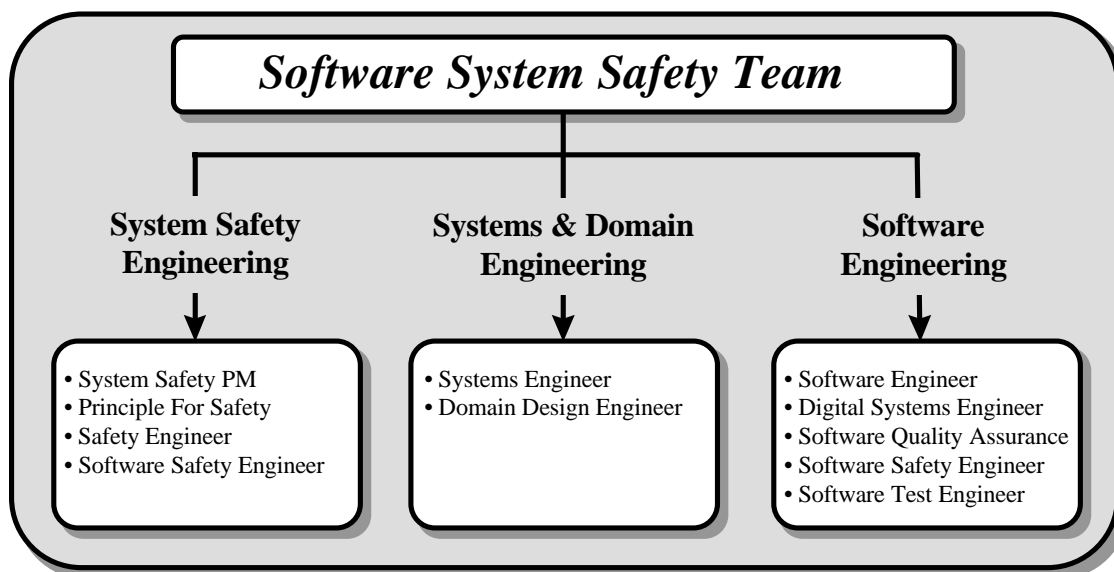 Software System Safety Team
System Safety
Engineering
Systems & Domain
Engineering
Software
Engineering
• System Safety PM
• Principle For Safety
• Safety Engineer
• Software Safety Engineer
• Systems Engineer
• Domain Design Engineer
• Software Engineer
• Digital Systems Engineer
• Software Quality Assurance
• Software Safety Engineer
• Software Test Engineer